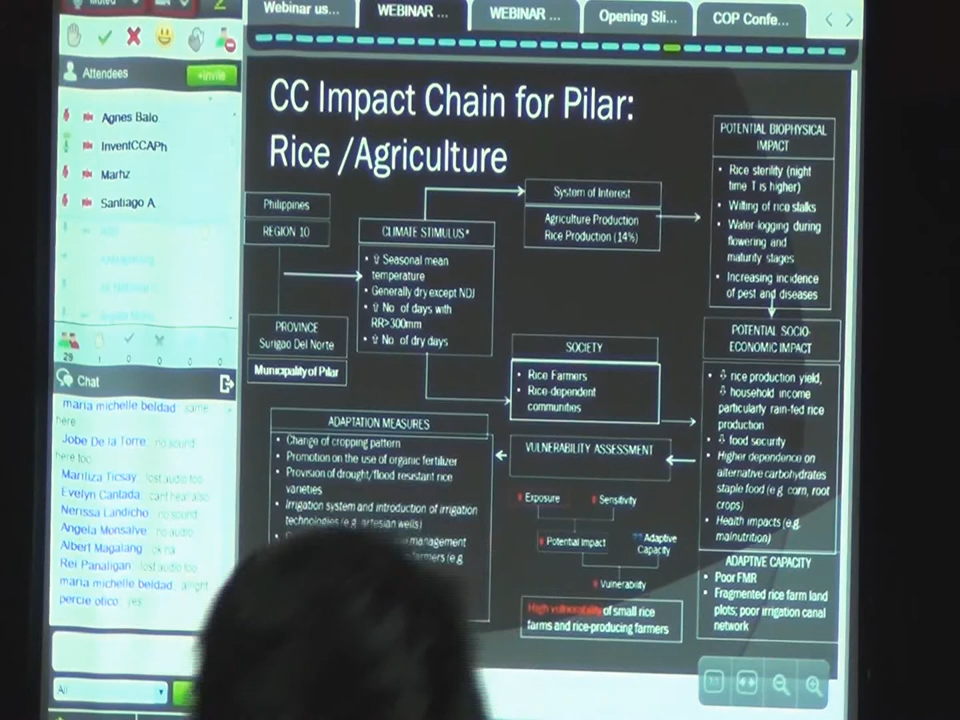 Muted
Webinar us...
WEBINAR ...
WEBINAR ...
Opening Sli...
COP Confe...
Attendees
+Invite
Agnes Balo
InventCCAPh
Marhz
Santiago A
29
1
0
0
0
0
Chat
maria michelle beldad: same
here
Jobe De la Torre: no sound
here too
Mariliza Ticsay: lost audio too
Evelyn Cantada: cant hear also
Nerissa Landicho: no sound
Angela Monsalve: no audio
Albert Magalang: ok na
Rei Panaligan: lost audio too
maria michelle beldad: alright
percie ofico: yes
All
CC Impact Chain for Pilar:
Rice /Agriculture
Philippines
REGION 10
PROVINCE
Surigao Del Norte
Municipality of Pilar
CLIMATE STIMULUS*
• ⇧ Seasonal mean
temperature
• Generally dry except NDJ
• ⇧ No of days with
RR>300mm
• ⇧ No of dry days
System of Interest
Agriculture Production
Rice Production (14%)
POTENTIAL BIOPHYSICAL
IMPACT
• Rice sterility (night
time T is higher)
• Wilting of rice stalks
• Water logging during
flowering and
maturity stages
• Increasing incidence
of pest and diseases
SOCIETY
• Rice Farmers
• Rice-dependent
communities
POTENTIAL SOCIO-
ECONOMIC IMPACT
• ⇩ rice production yield,
⇩ household income
particularly rain-fed rice
production
• ⇩ food security
• Higher dependence on
alternative carbohydrates
staple food (e.g. corn, root
crops)
• Health impacts (e.g.
malnutrition)
ADAPTIVE CAPACITY
• Poor FMR
• Fragmented rice farm land
plots; poor irrigation canal
network
VULNERABILITY ASSESSMENT
Exposure
Sensitivity
Potential Impact
Adaptive
Capacity
Vulnerability
High vulnerability of small rice
farms and rice-producing farmers
ADAPTATION MEASURES
• Change of cropping pattern
• Promotion on the use of organic fertilizer
• Provision of drought/flood resistant rice
varieties
• Irrigation system and introduction of irrigation
technologies (e.g. artesian wells)
management
farmers (e.g
1:1